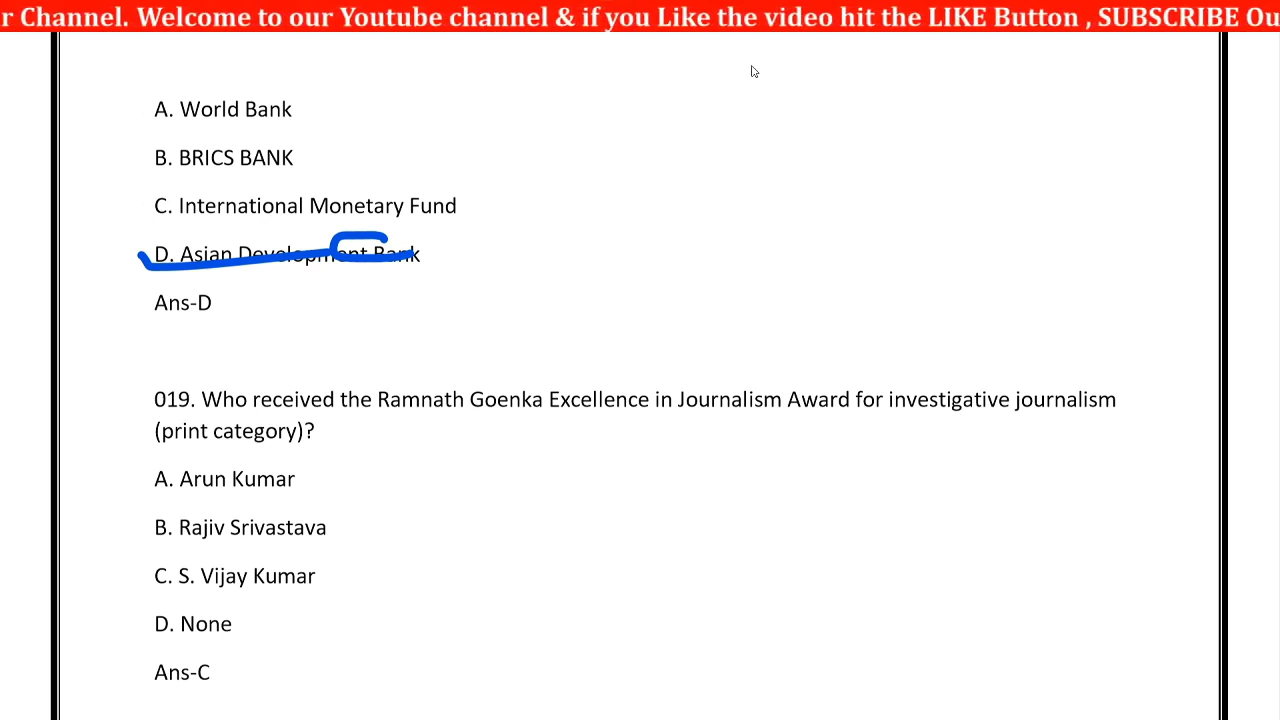 r Channel. Welcome to our Youtube channel & if you Like the video hit the LIKE Button , SUBSCRIBE Ou
A. World Bank
B. BRICS BANK
C. International Monetary Fund
D. Asian Development Bank
Ans-D
019. Who received the Ramnath Goenka Excellence in Journalism Award for investigative journalism
(print category)?
A. Arun Kumar
B. Rajiv Srivastava
C. S. Vijay Kumar
D. None
Ans-C